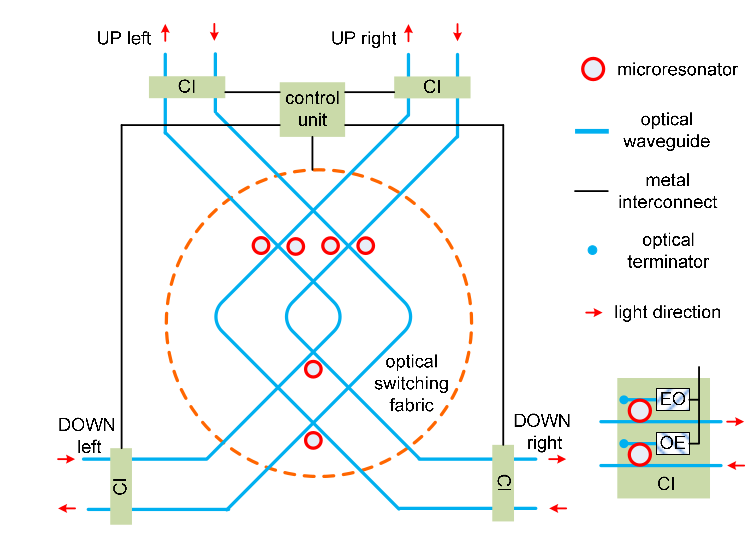 UP left
UP right
CI
control
unit
CI
microresonator
optical
waveguide
metal
interconnect
optical
terminator
light direction
optical
switching
fabric
DOWN
left
DOWN
right
CI
CI
EO
OE
CI